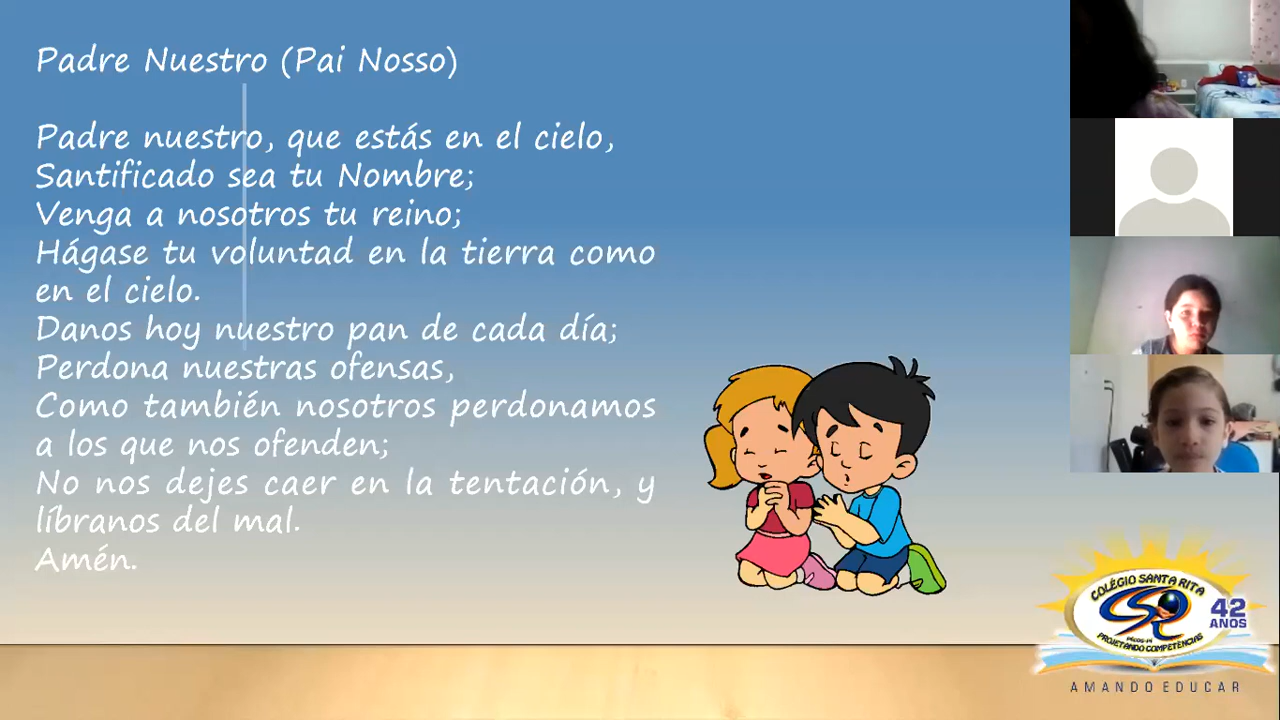 Padre Nuestro (Pai Nosso)
Padre nuestro, que estás en el cielo,
Santificado sea tu Nombre;
Venga a nosotros tu reino;
Hágase tu voluntad en la tierra como
en el cielo.
Danos hoy nuestro pan de cada día;
Perdona nuestras ofensas,
Como también nosotros perdonamos
a los que nos ofenden;
No nos dejes caer en la tentación, y
líbranos del mal.
Amén.
COLÉGIO SANTA RITA
CSR
42
ANOS
PICOS-PI
PROJETANDO COMPETÊNCIAS
AMANDO EDUCAR